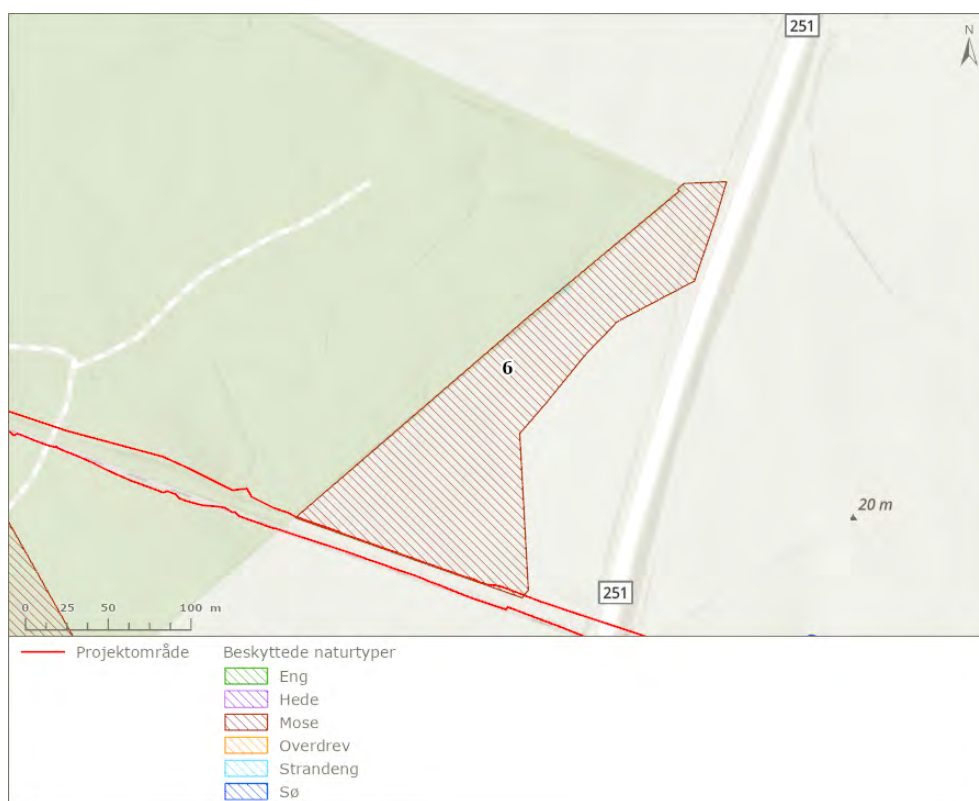 251
N
6
20 m
251
0 25 50 100 m
Projektområde
Beskyttede naturtyper
Eng
Hede
Mose
Overdrev
Strandeng
Sø